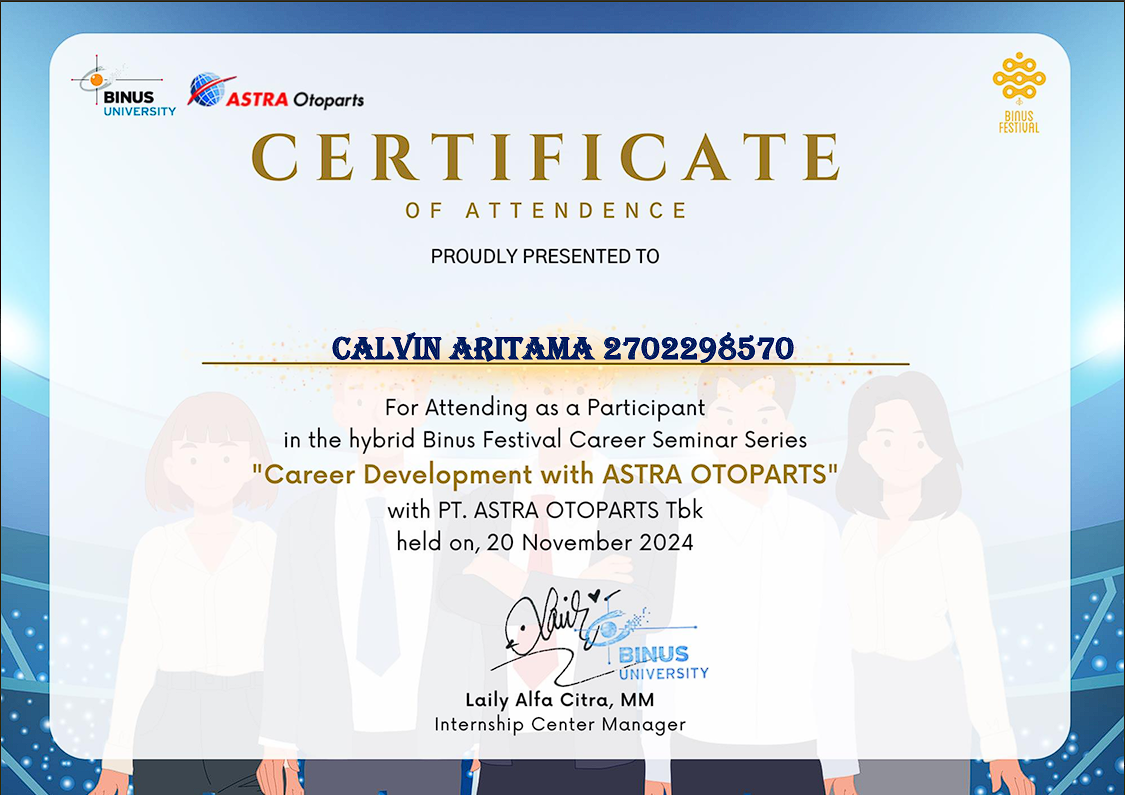 BINUS
UNIVERSITY
ASTRA Otoparts
BINUS
FESTIVAL
CERTIFICATE
OF ATTENDENCE
PROUDLY PRESENTED TO
CALVIN ARITAMA 2702298570
For Attending as a Participant
in the hybrid Binus Festival Career Seminar Series
"Career Development with ASTRA OTOPARTS"
with PT. ASTRA OTOPARTS Tbk
held on, 20 November 2024
BINUS
UNIVERSITY
Laily Alfa Citra, MM
Internship Center Manager